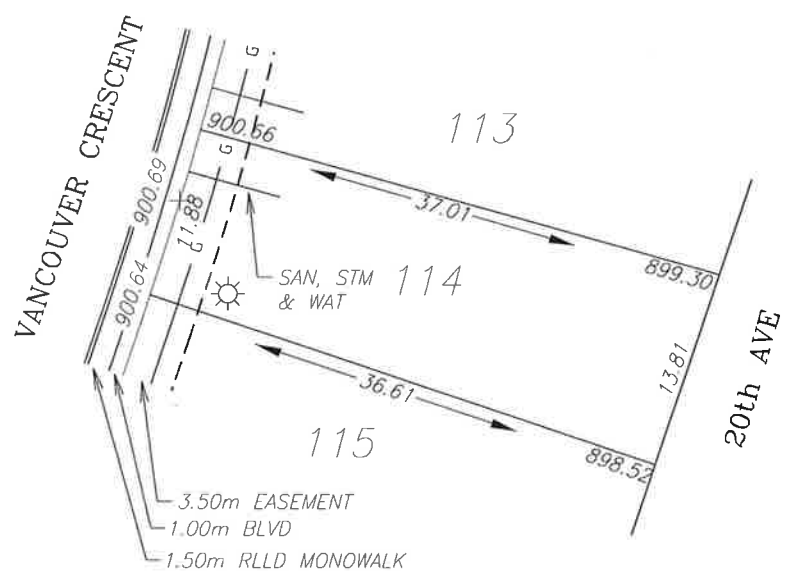 VANCOUVER CRESCENT
G
900.66
113
G
900.69
37.01
11.88
G
SAN, STM
& WAT
114
899.30
900.64
13.81
20th AVE
36.61
115
898.52
3.50m EASEMENT
1.00m BLVD
1.50m RLLD MONOWALK